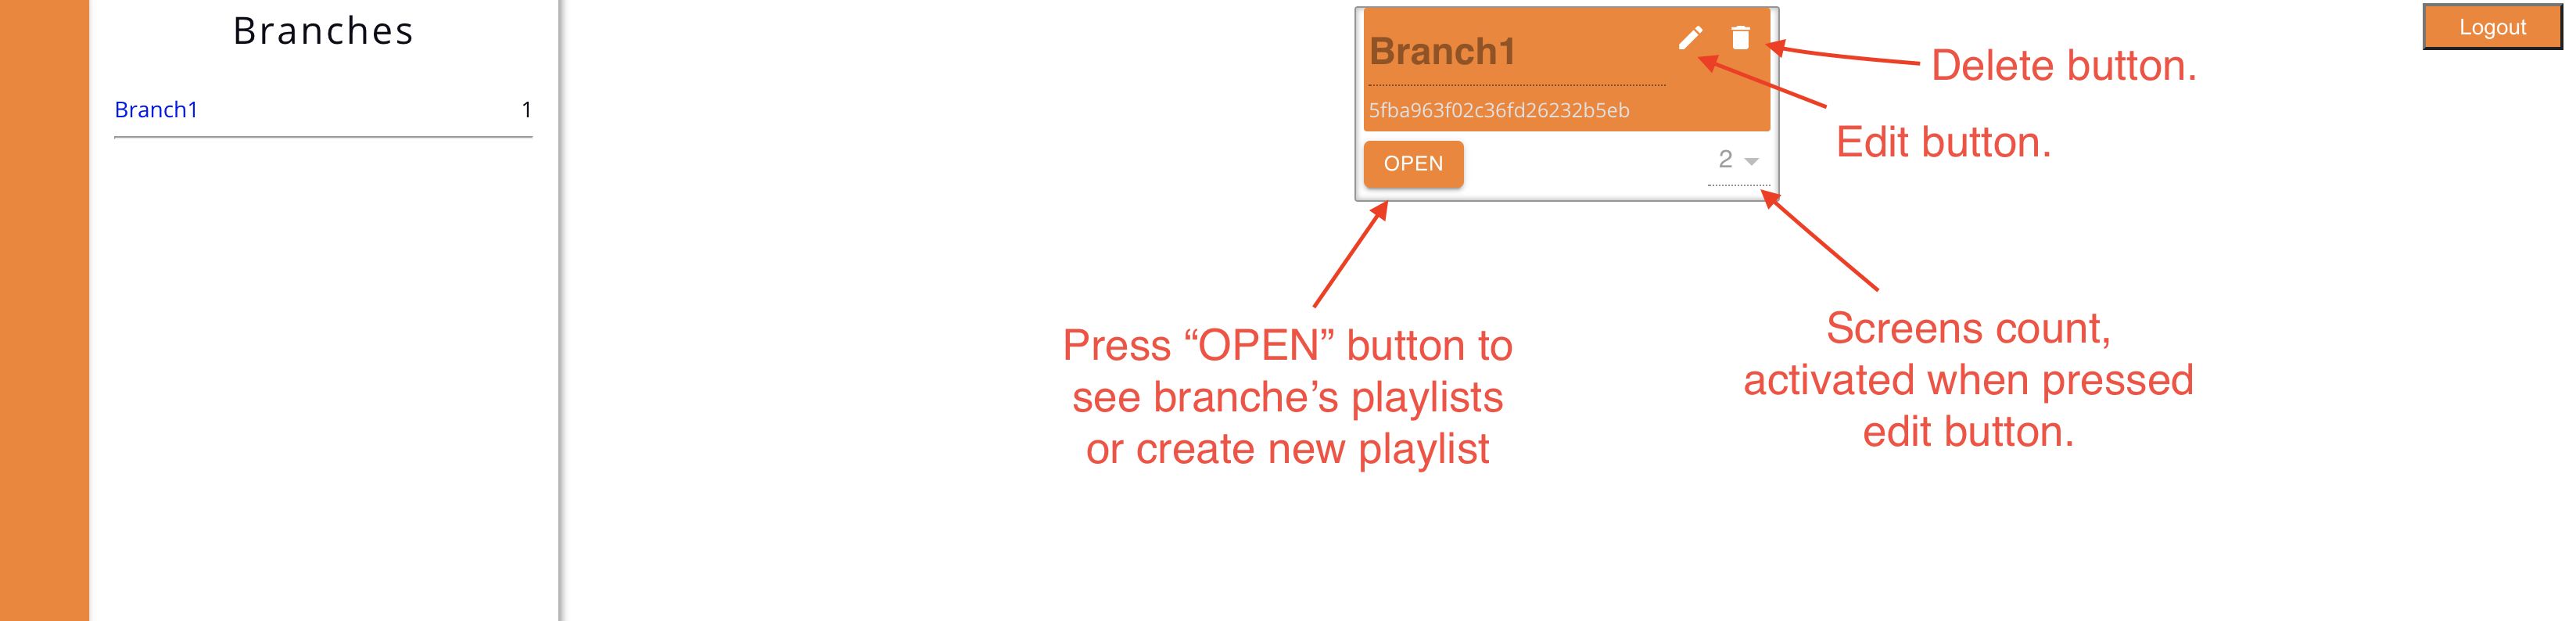 Branches
Branch1 1
Branch1
5fba963f02c36fd26232b5eb
OPEN
2
Logout
Delete button.
Edit button.
Press “OPEN” button to
see branche’s playlists
or create new playlist
Screens count,
activated when pressed
edit button.